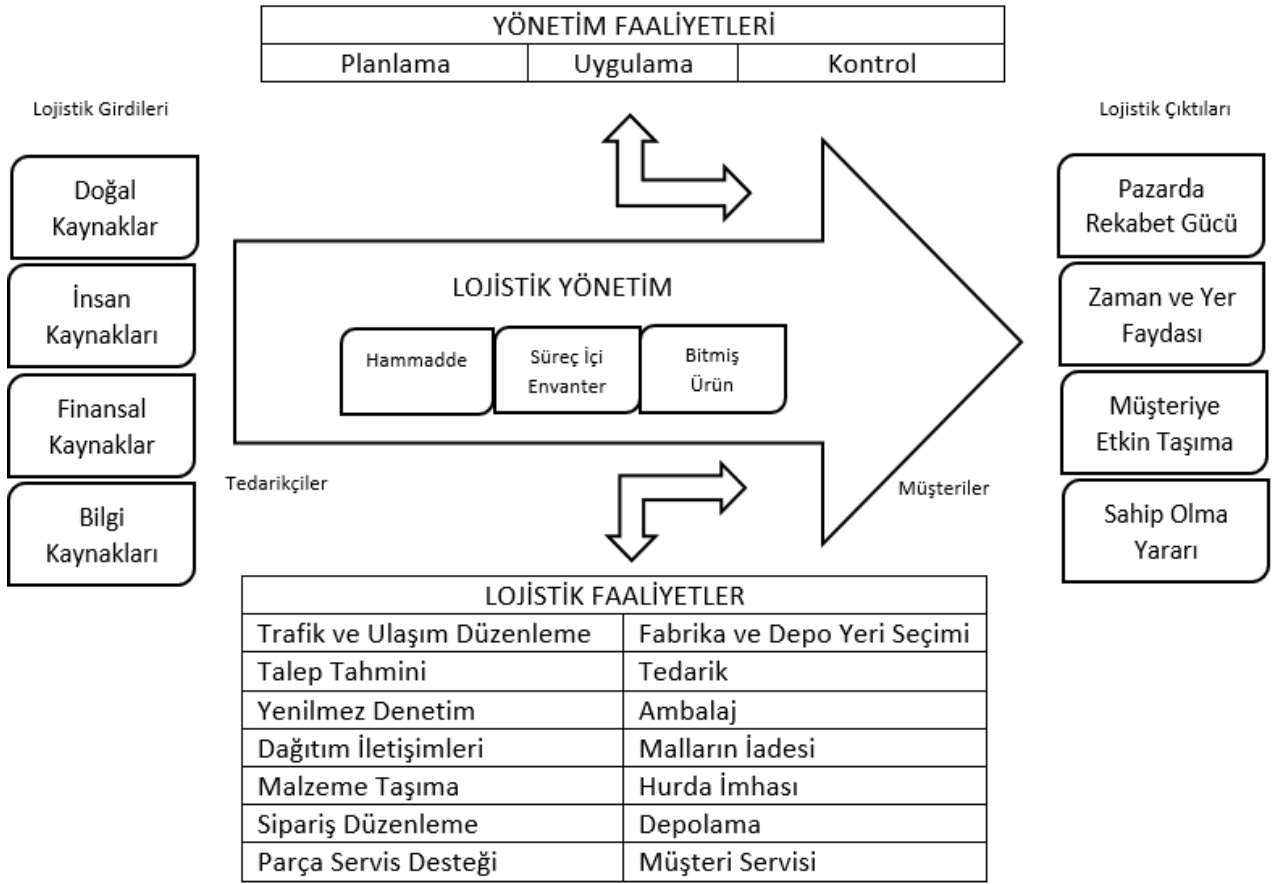 YÖNETİM FAALİYETLERİ
Planlama
Uygulama
Kontrol
Lojistik Girdileri
Doğal
Kaynaklar
İnsan
Kaynakları
Finansal
Kaynaklar
Bilgi
Kaynakları
LOJİSTİK YÖNETİM
Hammadde
Süreç İçi
Envanter
Bitmiş
Ürün
Tedarikçiler
Müşteriler
Lojistik Çıktıları
Pazarda
Rekabet Gücü
Zaman ve Yer
Faydası
Müşteriye
Etkin Taşıma
Sahip Olma
Yararı
LOJİSTİK FAALİYETLER
Trafik ve Ulaşım Düzenleme
Fabrika ve Depo Yeri Seçimi
Talep Tahmini
Tedarik
Yenilmez Denetim
Ambalaj
Dağıtım İletişimleri
Malların İadesi
Malzeme Taşıma
Hurda İmhası
Sipariş Düzenleme
Depolama
Parça Servis Desteği
Müşteri Servisi